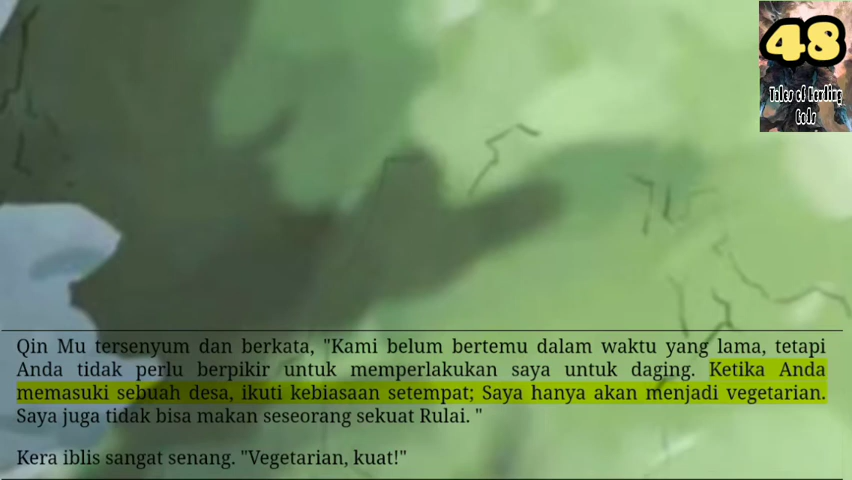 48
Tales of Herding
Gods
Qin Mu tersenyum dan berkata, "Kami belum bertemu dalam waktu yang lama, tetapi
Anda tidak perlu berpikir untuk memperlakukan saya untuk daging. Ketika Anda
memasuki sebuah desa, ikuti kebiasaan setempat; Saya hanya akan menjadi vegetarian.
Saya juga tidak bisa makan seseorang sekuat Rulai. "
Kera iblis sangat senang. "Vegetarian, kuat!"